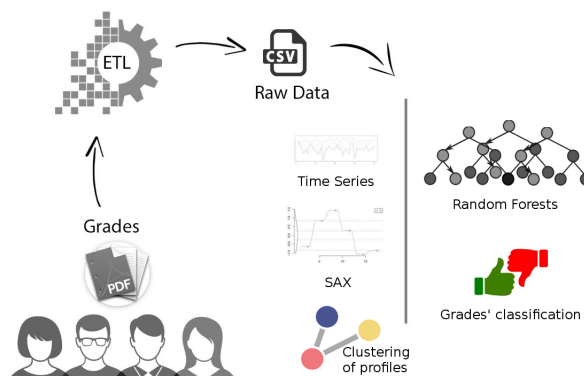 ETL
CSV
Raw Data
Grades
PDF
Time Series
SAX
Clustering
of profiles
Random Forests
Grades' classification